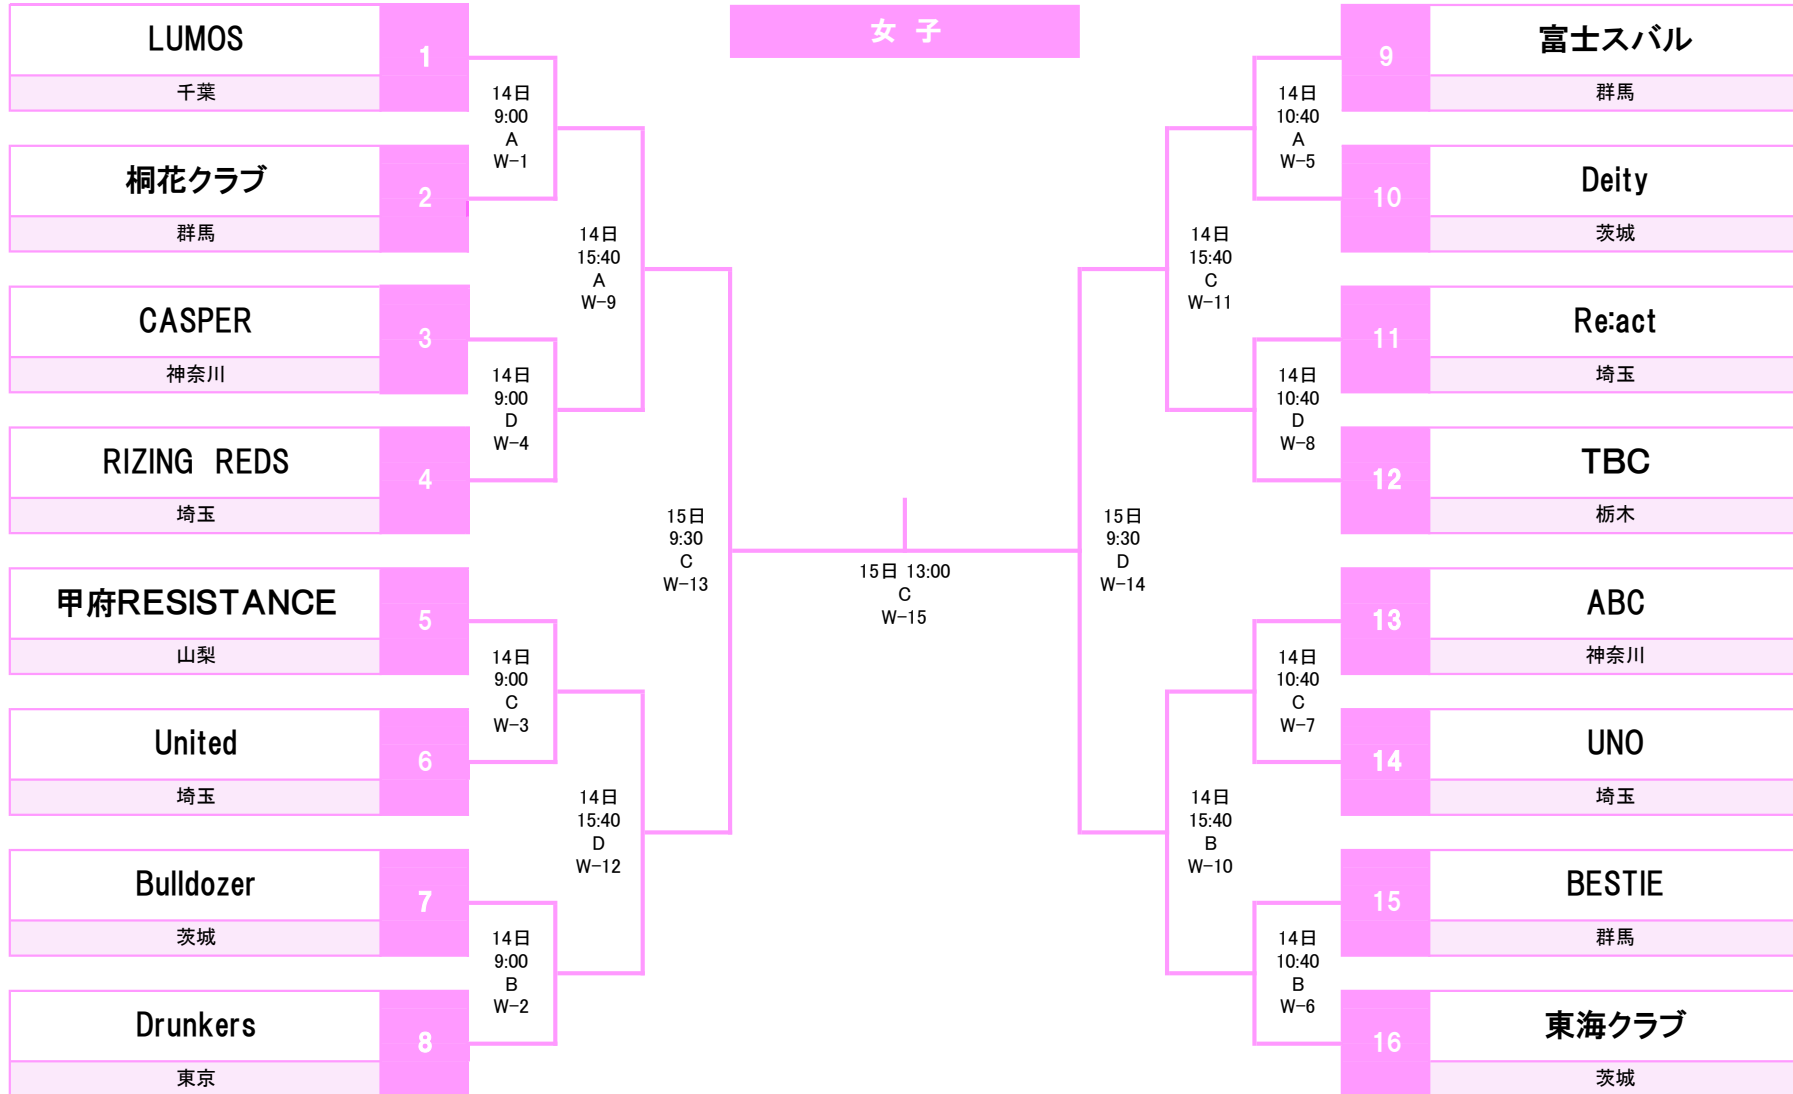 女 子
LUMOS
1
千葉
14日
9:00
A
W-1
桐花クラブ
2
群馬
14日
15:40
A
W-9
CASPER
3
神奈川
14日
9:00
D
W-4
RIZING REDS
4
埼玉
15日
9:30
C
W-13
甲府RESISTANCE
5
山梨
14日
9:00
C
W-3
United
6
埼玉
14日
15:40
D
W-12
Bulldozer
7
茨城
14日
9:00
B
W-2
Drunkers
8
東京
15日 13:00
C
W-15
9
富士スバル
群馬
14日
10:40
A
W-5
10
Deity
茨城
14日
15:40
C
W-11
11
Re:act
埼玉
14日
10:40
D
W-8
12
TBC
栃木
15日
9:30
D
W-14
13
ABC
神奈川
14日
10:40
C
W-7
14
UNO
埼玉
14日
15:40
B
W-10
15
BESTIE
群馬
14日
10:40
B
W-6
16
東海クラブ
茨城